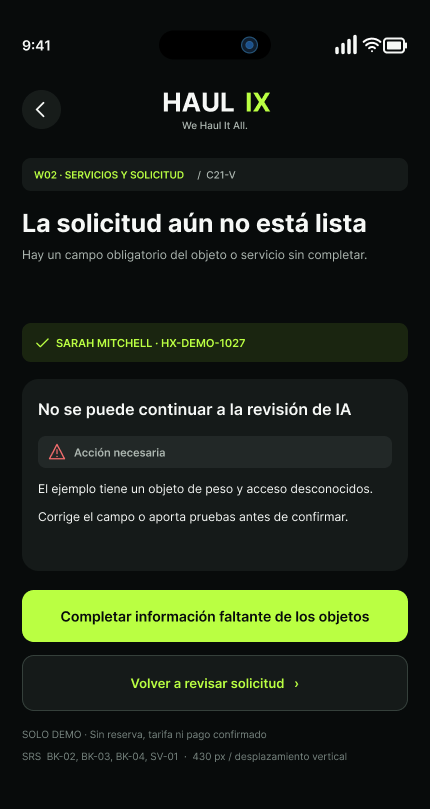 9:41
HAUL IX
We Haul It All.
W02 · SERVICIOS Y SOLICITUD / C21-V
La solicitud aún no está lista
Hay un campo obligatorio del objeto o servicio sin completar.
SARAH MITCHELL · HX-DEMO-1027
No se puede continuar a la revisión de IA
Acción necesaria
El ejemplo tiene un objeto de peso y acceso desconocidos.
Corrige el campo o aporta pruebas antes de confirmar.
Completar información faltante de los objetos
Volver a revisar solicitud ›
SOLO DEMO · Sin reserva, tarifa ni pago confirmado
SRS BK-02, BK-03, BK-04, SV-01 · 430 px / desplazamiento vertical